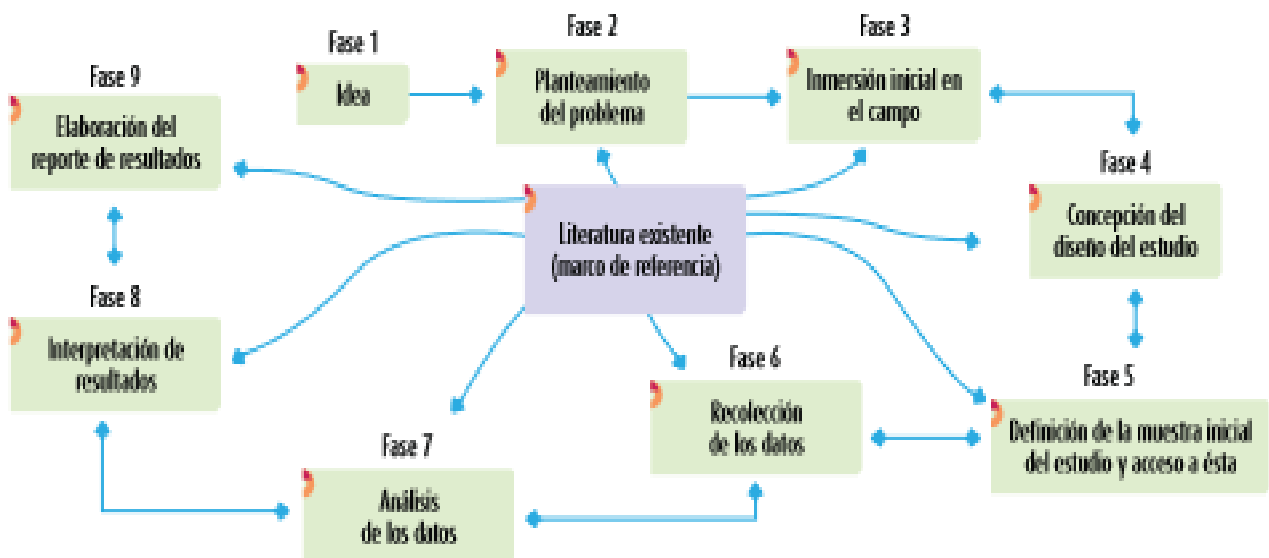 Fase 1
Idea
Fase 2
Planteamiento
del problema
Fase 3
Inmersión inicial en
el campo
Fase 4
Concepción del
diseño del estudio
Fase 5
Definición de la muestra inicial
del estudio y acceso a ésta
Fase 6
Recolección
de los datos
Fase 7
Análisis
de los datos
Fase 8
Interpretación de
resultados
Fase 9
Elaboración del
reporte de resultados
Literatura existente
(marco de referencia)